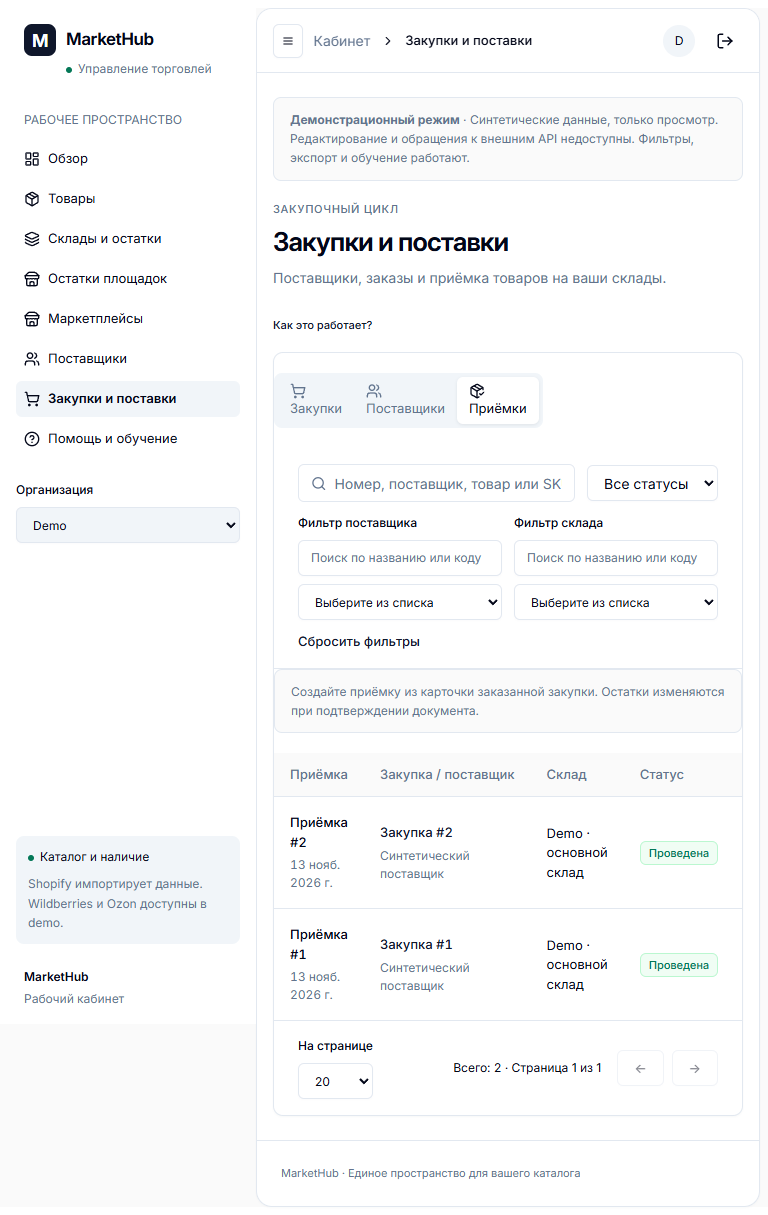 M MarketHub
Управление торговлей
РАБОЧЕЕ ПРОСТРАНСТВО
Обзор
Товары
Склады и остатки
Остатки площадок
Маркетплейсы
Поставщики
Закупки и поставки
Помощь и обучение
Организация
Demo
Каталог и наличие
Shopify импортирует данные.
Wildberries и Ozon доступны в
demo.
MarketHub
Рабочий кабинет
Кабинет > Закупки и поставки
D
Демонстрационный режим · Синтетические данные, только просмотр.
Редактирование и обращения к внешним API недоступны. Фильтры,
экспорт и обучение работают.
ЗАКУПОЧНЫЙ ЦИКЛ
Закупки и поставки
Поставщики, заказы и приёмка товаров на ваши склады.
Как это работает?
Закупки Поставщики Приёмки
Номер, поставщик, товар или SK Все статусы
Фильтр поставщика Фильтр склада
Поиск по названию или коду Поиск по названию или коду
Выберите из списка Выберите из списка
Сбросить фильтры
Создайте приёмку из карточки заказанной закупки. Остатки изменяются
при подтверждении документа.
Приёмка Закупка / поставщик Склад Статус
Приёмка
#2
13 нояб.
2026 г.
Закупка #2
Синтетический
поставщик
Demo ·
основной
склад
Проведена
Приёмка
#1
13 нояб.
2026 г.
Закупка #1
Синтетический
поставщик
Demo ·
основной
склад
Проведена
На странице
20
Всего: 2 · Страница 1 из 1 ← →
MarketHub · Единое пространство для вашего каталога